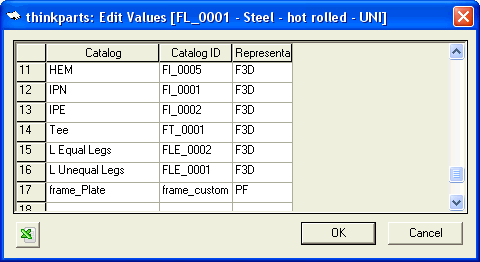 thinkparts: Edit Values [FL_0001 - Steel - hot rolled - UNI]
Catalog Catalog ID Representa
11 HEM FI_0005 F3D
12 IPN FI_0001 F3D
13 IPE FI_0002 F3D
14 Tee FT_0001 F3D
15 L Equal Legs FLE_0002 F3D
16 L Unequal Legs FLE_0001 F3D
17 frame_Plate frame_custom PF
18
OK Cancel